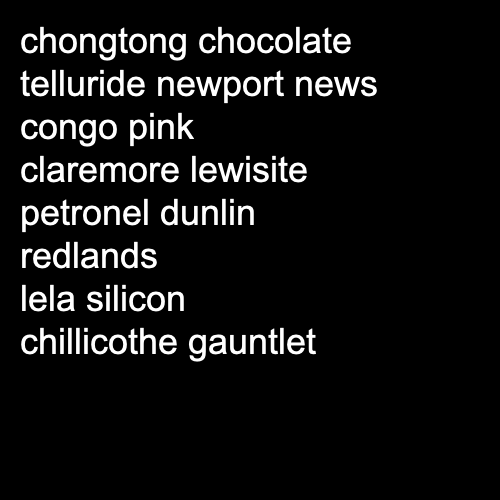 chongtong chocolate
telluride newport news
congo pink
claremore lewisite
petronel dunlin
redlands
lela silicon
chillicothe gauntlet